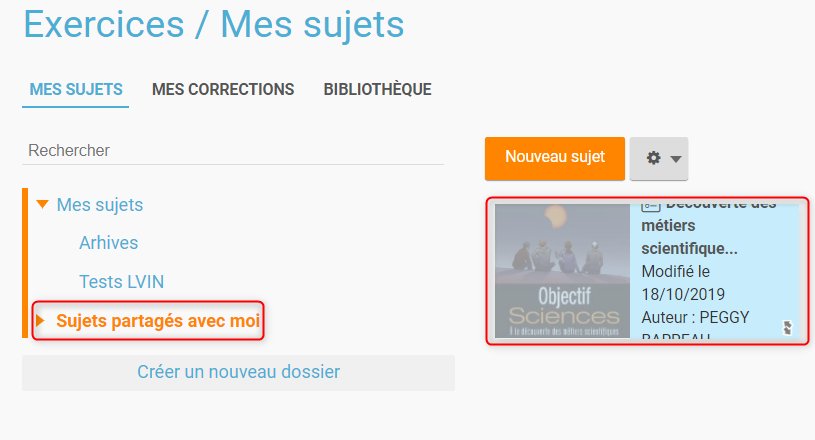 Exercices / Mes sujets
MES SUJETS MES CORRECTIONS BIBLIOTHÈQUE
Rechercher
Nouveau sujet
Mes sujets
Arhives
Tests LVIN
Sujets partagés avec moi
Créer un nouveau dossier
Objectif
Sciences
À la découverte des métiers scientifiques
Découverte des
métiers
scientifique...
Modifié le
18/10/2019
Auteur : PEGGY